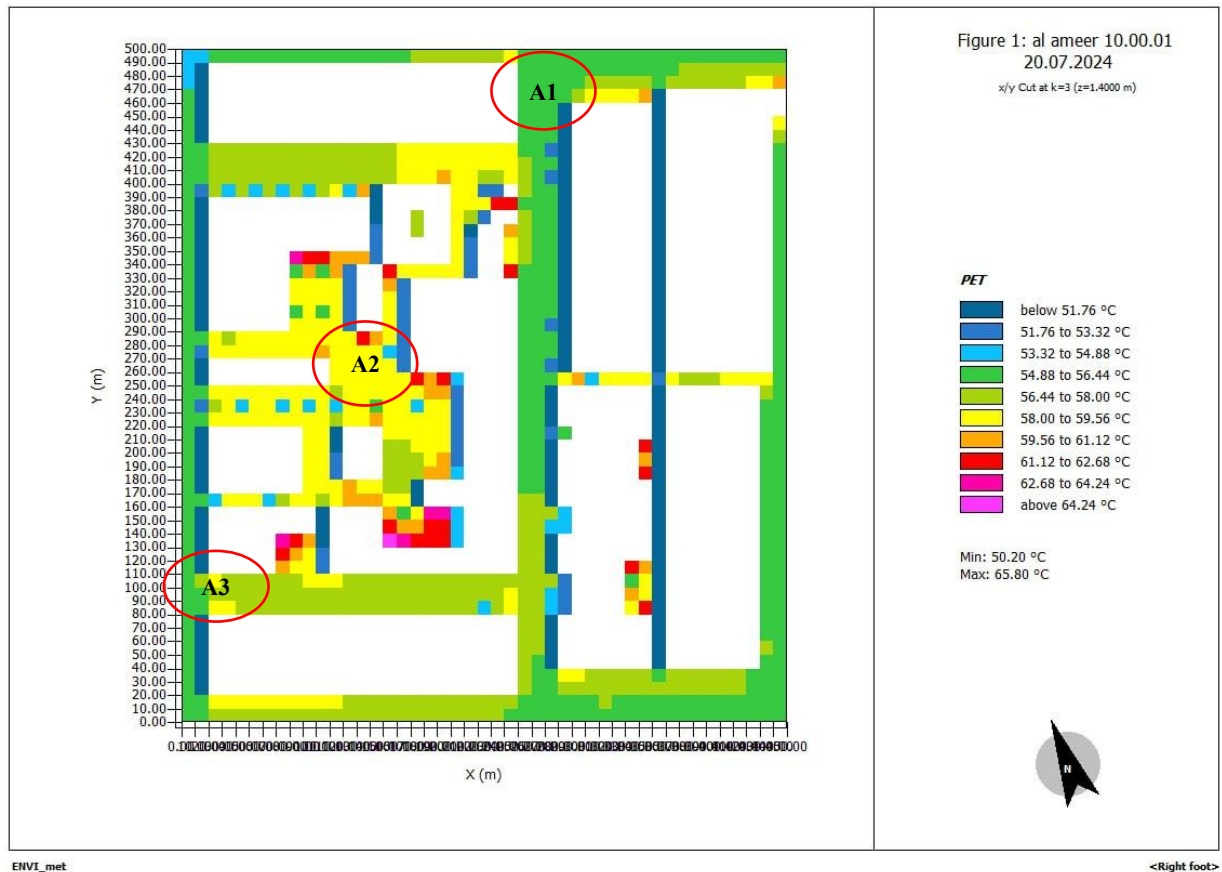 Figure 1: al ameer 10.00.01
20.07.2024
x/y Cut at k=3 (z=1.4000 m)
500.00
490.00
480.00
470.00
460.00
450.00
440.00
430.00
420.00
410.00
400.00
390.00
380.00
370.00
360.00
350.00
340.00
330.00
320.00
310.00
300.00
290.00
280.00
270.00
260.00
250.00
240.00
230.00
220.00
210.00
200.00
190.00
180.00
170.00
160.00
150.00
140.00
130.00
120.00
110.00
100.00
90.00
80.00
70.00
60.00
50.00
40.00
30.00
20.00
10.00
0.00
Y (m)
X (m)
A1
A2
A3
PET
below 51.76 °C
51.76 to 53.32 °C
53.32 to 54.88 °C
54.88 to 56.44 °C
56.44 to 58.00 °C
58.00 to 59.56 °C
59.56 to 61.12 °C
61.12 to 62.68 °C
62.68 to 64.24 °C
above 64.24 °C
Min: 50.20 °C
Max: 65.80 °C
N
ENVI_met
<Right foot>